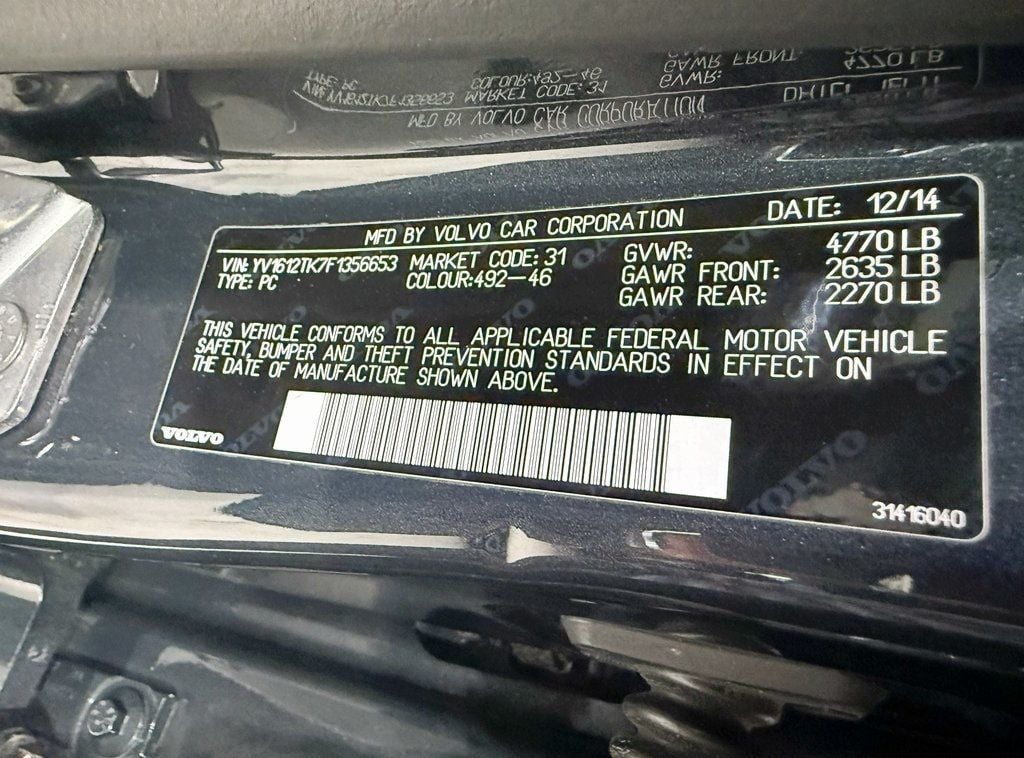 MFD BY VOLVO CAR CORPORATION DATE: 12/14
VIN: YV1612TK7F1356653 MARKET CODE: 31 GVWR: 4770 LB
TYPE: PC COLOUR:492-46 GAWR FRONT: 2635 LB
GAWR REAR: 2270 LB
THIS VEHICLE CONFORMS TO ALL APPLICABLE FEDERAL MOTOR VEHICLE
SAFETY, BUMPER AND THEFT PREVENTION STANDARDS IN EFFECT ON
THE DATE OF MANUFACTURE SHOWN ABOVE.
VOLVO
31416040